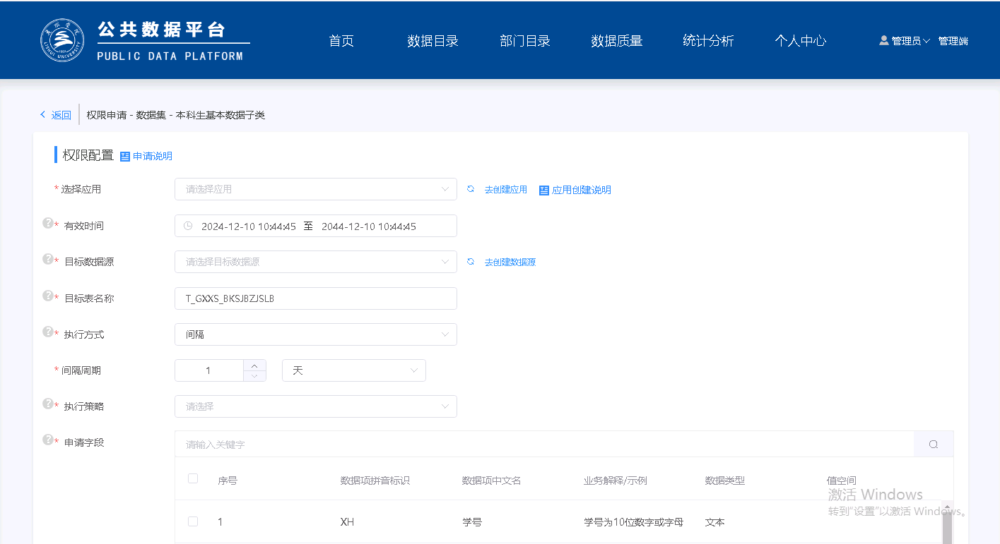 公共数据平台
PUBLIC DATA PLATFORM
首页 数据目录 部门目录 数据质量 统计分析 个人中心 管理员 管理端
返回 权限申请 - 数据集 - 本科生基本数据子类
权限配置 申请说明
* 选择应用 请选择应用 去创建应用 应用创建说明
* 有效时间 2024-12-10 10:44:45 至 2044-12-10 10:44:45
* 目标数据源 请选择目标数据源 去创建数据源
* 目标表名称 T_GXXS_BKSJBZJSLB
* 执行方式 间隔
* 间隔周期 1 天
* 执行策略 请选择
* 申请字段 请输入关键字
序号 数据项拼音标识 数据项中文名 业务解释/示例 数据类型 值空间
1 XH 学号 学号为10位数字或字母 文本
激活 Windows
转到"设置"以激活 Windows。